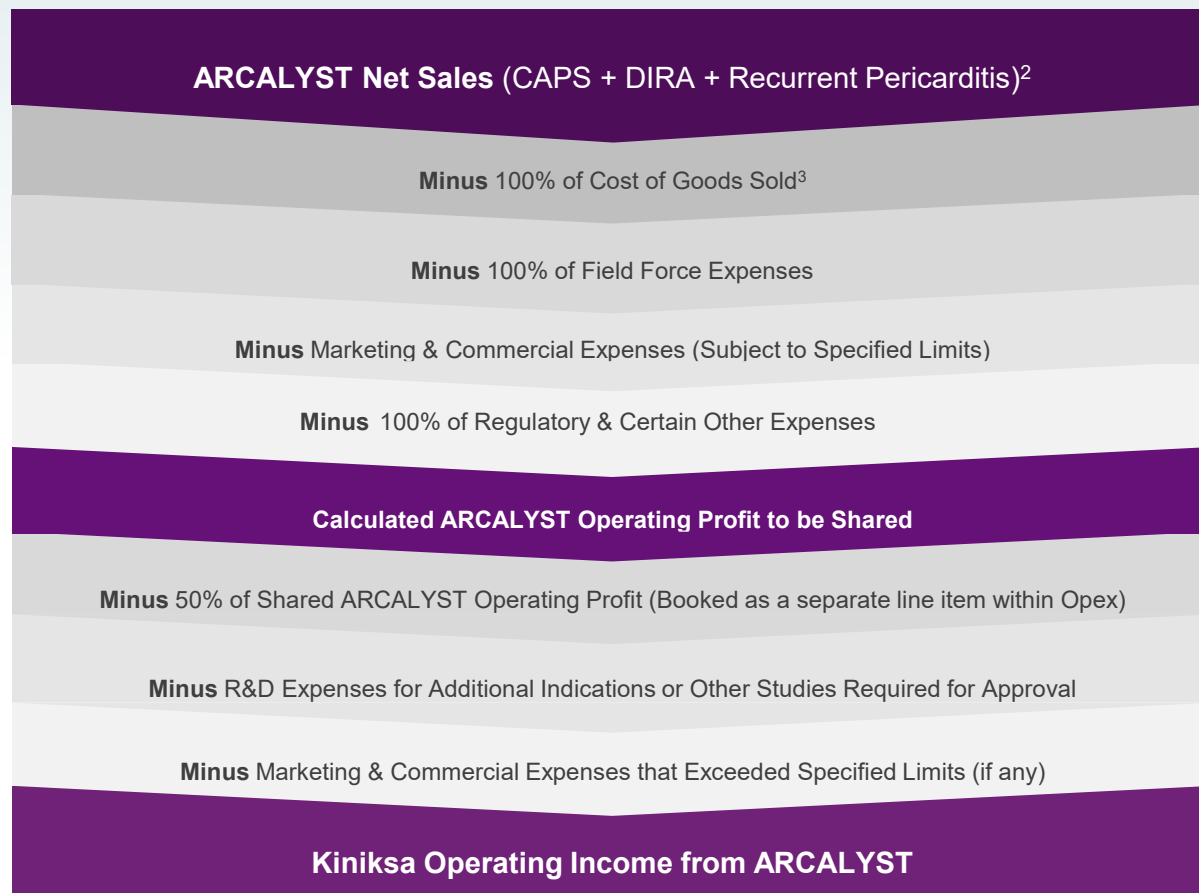 ARCALYST Net Sales (CAPS + DIRA + Recurrent Pericarditis)²
Minus 100% of Cost of Goods Sold³
Minus 100% of Field Force Expenses
Minus Marketing & Commercial Expenses (Subject to Specified Limits)
Minus 100% of Regulatory & Certain Other Expenses
Calculated ARCALYST Operating Profit to be Shared
Minus 50% of Shared ARCALYST Operating Profit (Booked as a separate line item within Opex)
Minus R&D Expenses for Additional Indications or Other Studies Required for Approval
Minus Marketing & Commercial Expenses that Exceeded Specified Limits (if any)
Kiniksa Operating Income from ARCALYST